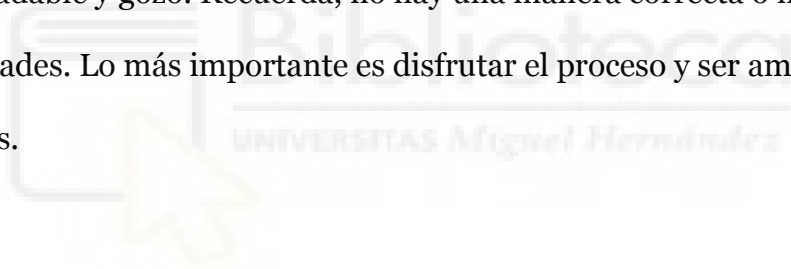 adable y gozo. Recuerda, no hay una manera correcta o
Biblioteca
ades. Lo más importante es disfrutar el proceso y ser am
s.
UNIVERSITAS Miguel Hernández